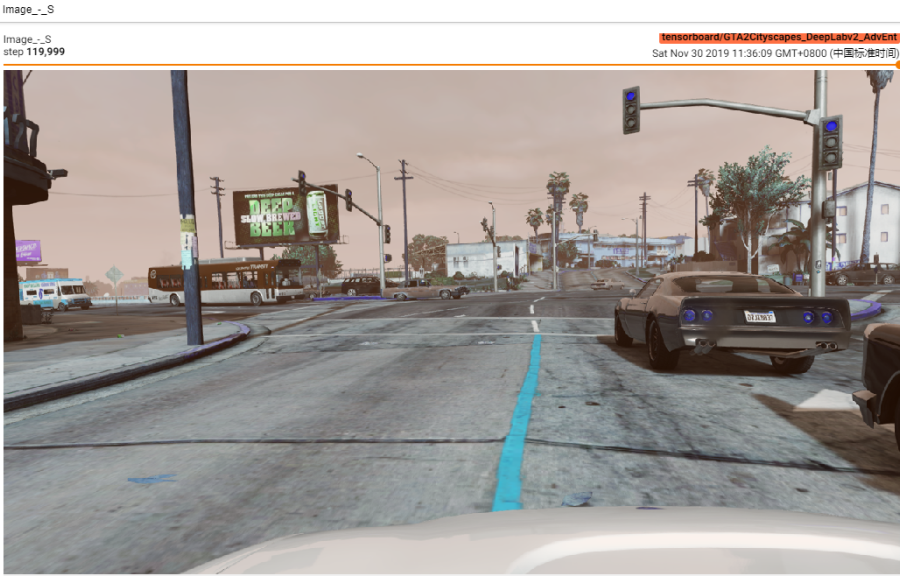 Image_-_S
Image_-_S
step 119,999
tensorboard/GTA2Cityscapes_DeepLabv2_AdvEnt
Sat Nov 30 2019 11:36:09 GMT+0800 (中国标准时间)
DEEP
SLOW BREWED
BEER
TRANSIT